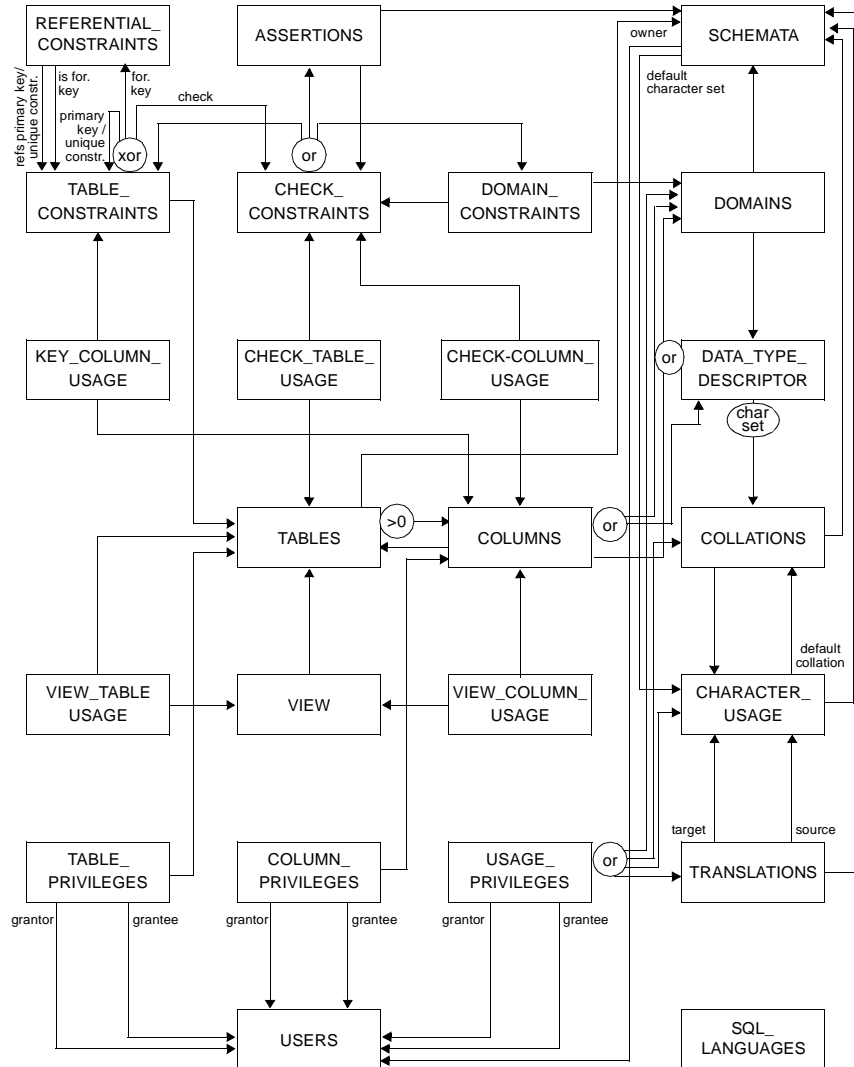 REFERENTIAL_
CONSTRAINTS
ASSERTIONS
owner
SCHEMATA
refs primary key/
unique constr.
is for.
key
for.
key
check
default
character set
primary
key /
unique
constr.
xor
or
TABLE_
CONSTRAINTS
CHECK_
CONSTRAINTS
DOMAIN_
CONSTRAINTS
DOMAINS
KEY_COLUMN_
USAGE
CHECK_TABLE_
USAGE
CHECK-COLUMN_
USAGE
or
DATA_TYPE_
DESCRIPTOR
char
set
TABLES
>0
COLUMNS
or
COLLATIONS
default
collation
VIEW_TABLE
USAGE
VIEW
VIEW_COLUMN_
USAGE
CHARACTER_
USAGE
target
source
TABLE_
PRIVILEGES
COLUMN_
PRIVILEGES
USAGE_
PRIVILEGES
or
TRANSLATIONS
grantor
grantee
grantor
grantee
grantor
grantee
USERS
SQL_
LANGUAGES